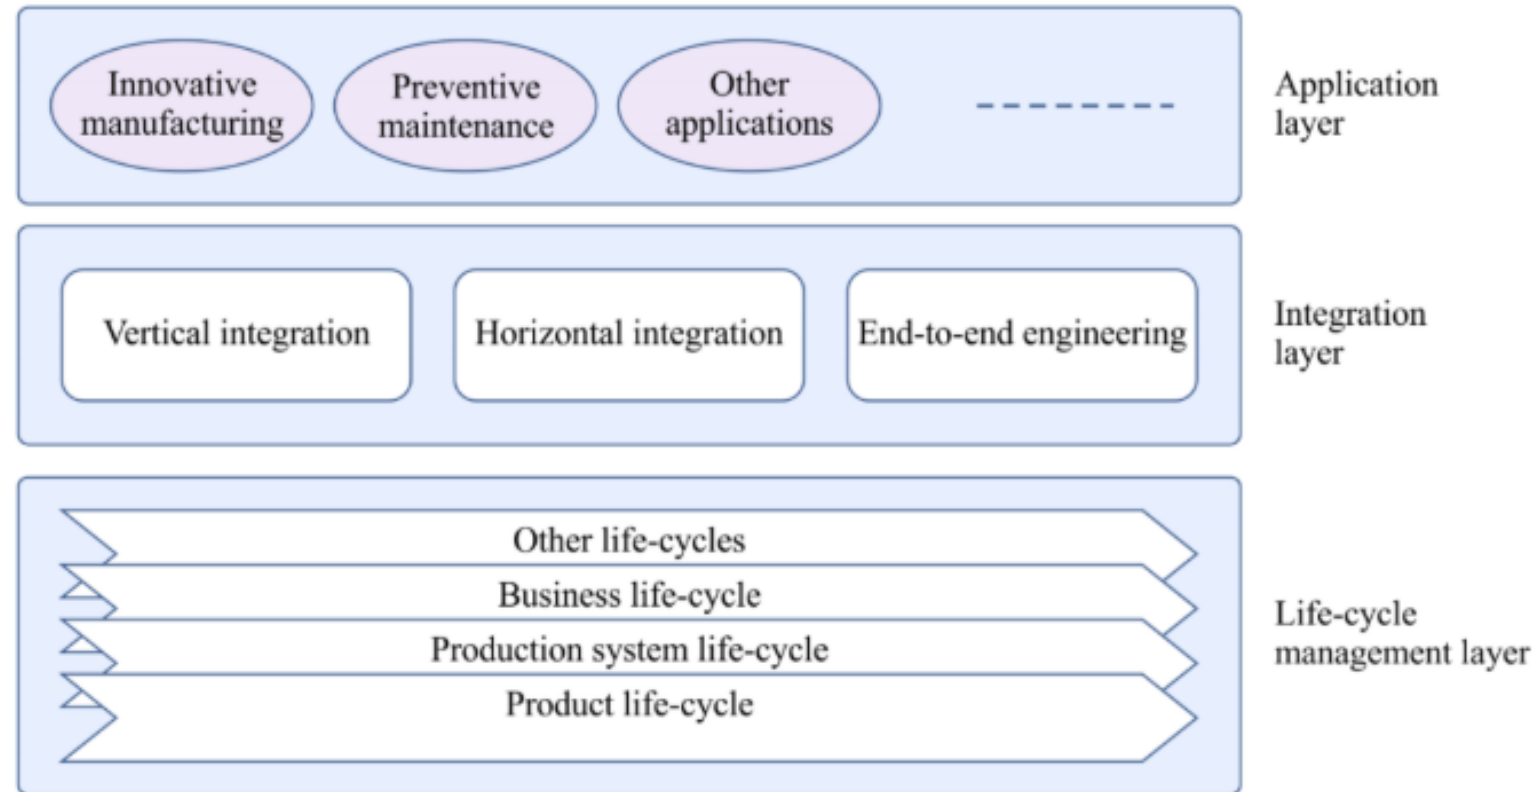 Innovative
manufacturing
Preventive
maintenance
Other
applications
Application
layer
Vertical integration
Horizontal integration
End-to-end engineering
Integration
layer
Other life-cycles
Business life-cycle
Production system life-cycle
Product life-cycle
Life-cycle
management layer